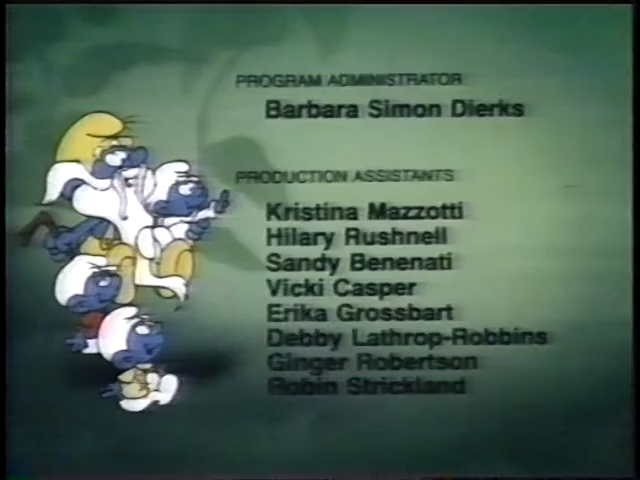 PROGRAM ADMINISTRATOR
Barbara Simon Dierks
PRODUCTION ASSISTANTS
Kristina Mazzotti
Hilary Rushnell
Sandy Benenati
Vicki Casper
Erika Grossbart
Debby Lathrop-Robbins
Ginger Robertson
Robin Strickland